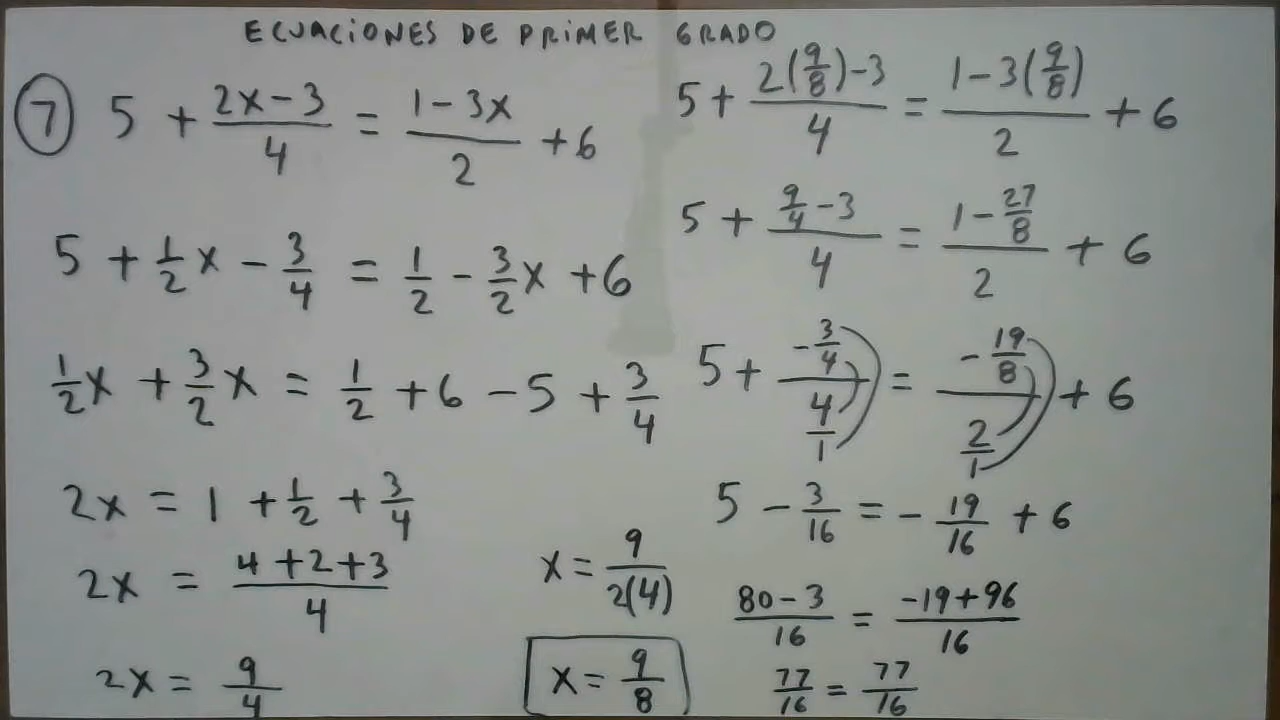 ECUACIONES DE PRIMER GRADO
7 5 + (2x - 3)/4 = (1 - 3x)/2 + 6
5 + 1/2 x - 3/4 = 1/2 - 3/2 x + 6
1/2 x + 3/2 x = 1/2 + 6 - 5 + 3/4
2x = 1 + 1/2 + 3/4
2x = (4 + 2 + 3)/4
2x = 9/4
x = 9/(2(4))
x = 9/8
5 + (2(9/8) - 3)/4 = (1 - 3(9/8))/2 + 6
5 + (9/4 - 3)/4 = (1 - 27/8)/2 + 6
5 + (-3/4)/(4/1) = (-19/8)/(2/1) + 6
5 - 3/16 = -19/16 + 6
(80 - 3)/16 = (-19 + 96)/16
77/16 = 77/16